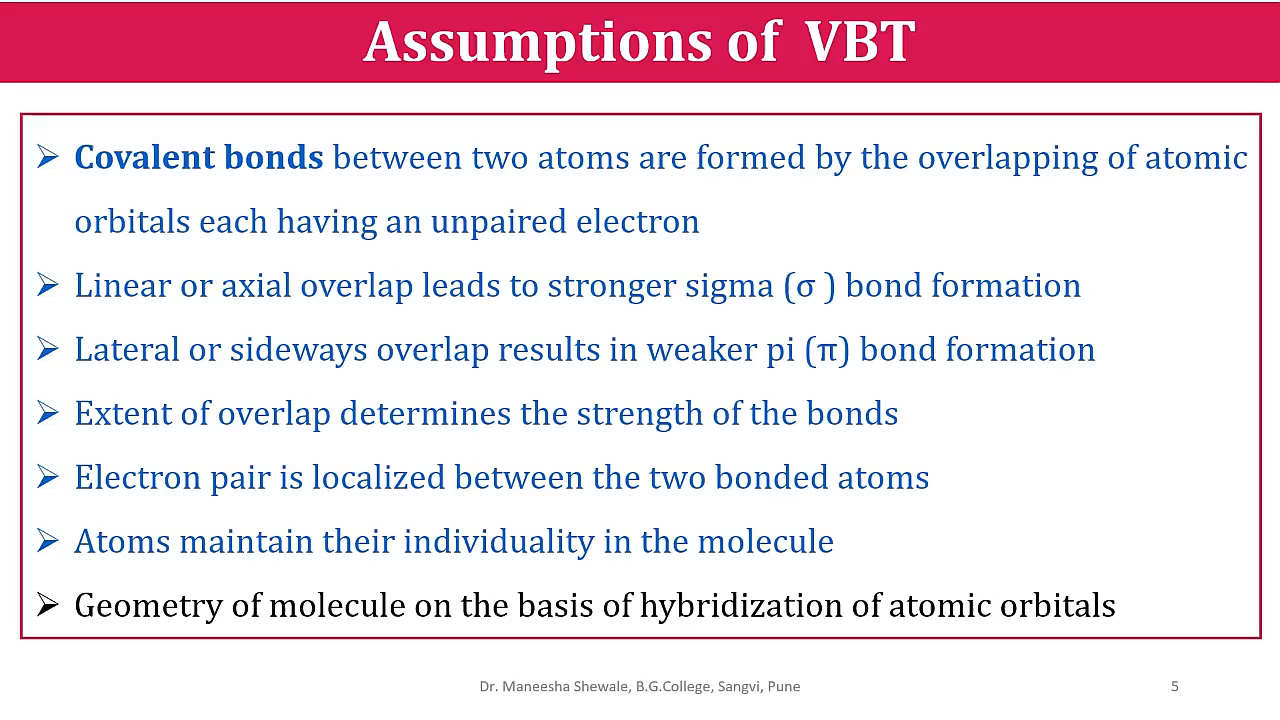 Assumptions of VBT
➢ Covalent bonds between two atoms are formed by the overlapping of atomic
orbitals each having an unpaired electron
➢ Linear or axial overlap leads to stronger sigma (σ ) bond formation
➢ Lateral or sideways overlap results in weaker pi (π) bond formation
➢ Extent of overlap determines the strength of the bonds
➢ Electron pair is localized between the two bonded atoms
➢ Atoms maintain their individuality in the molecule
➢ Geometry of molecule on the basis of hybridization of atomic orbitals
Dr. Maneesha Shewale, B.G.College, Sangvi, Pune
5